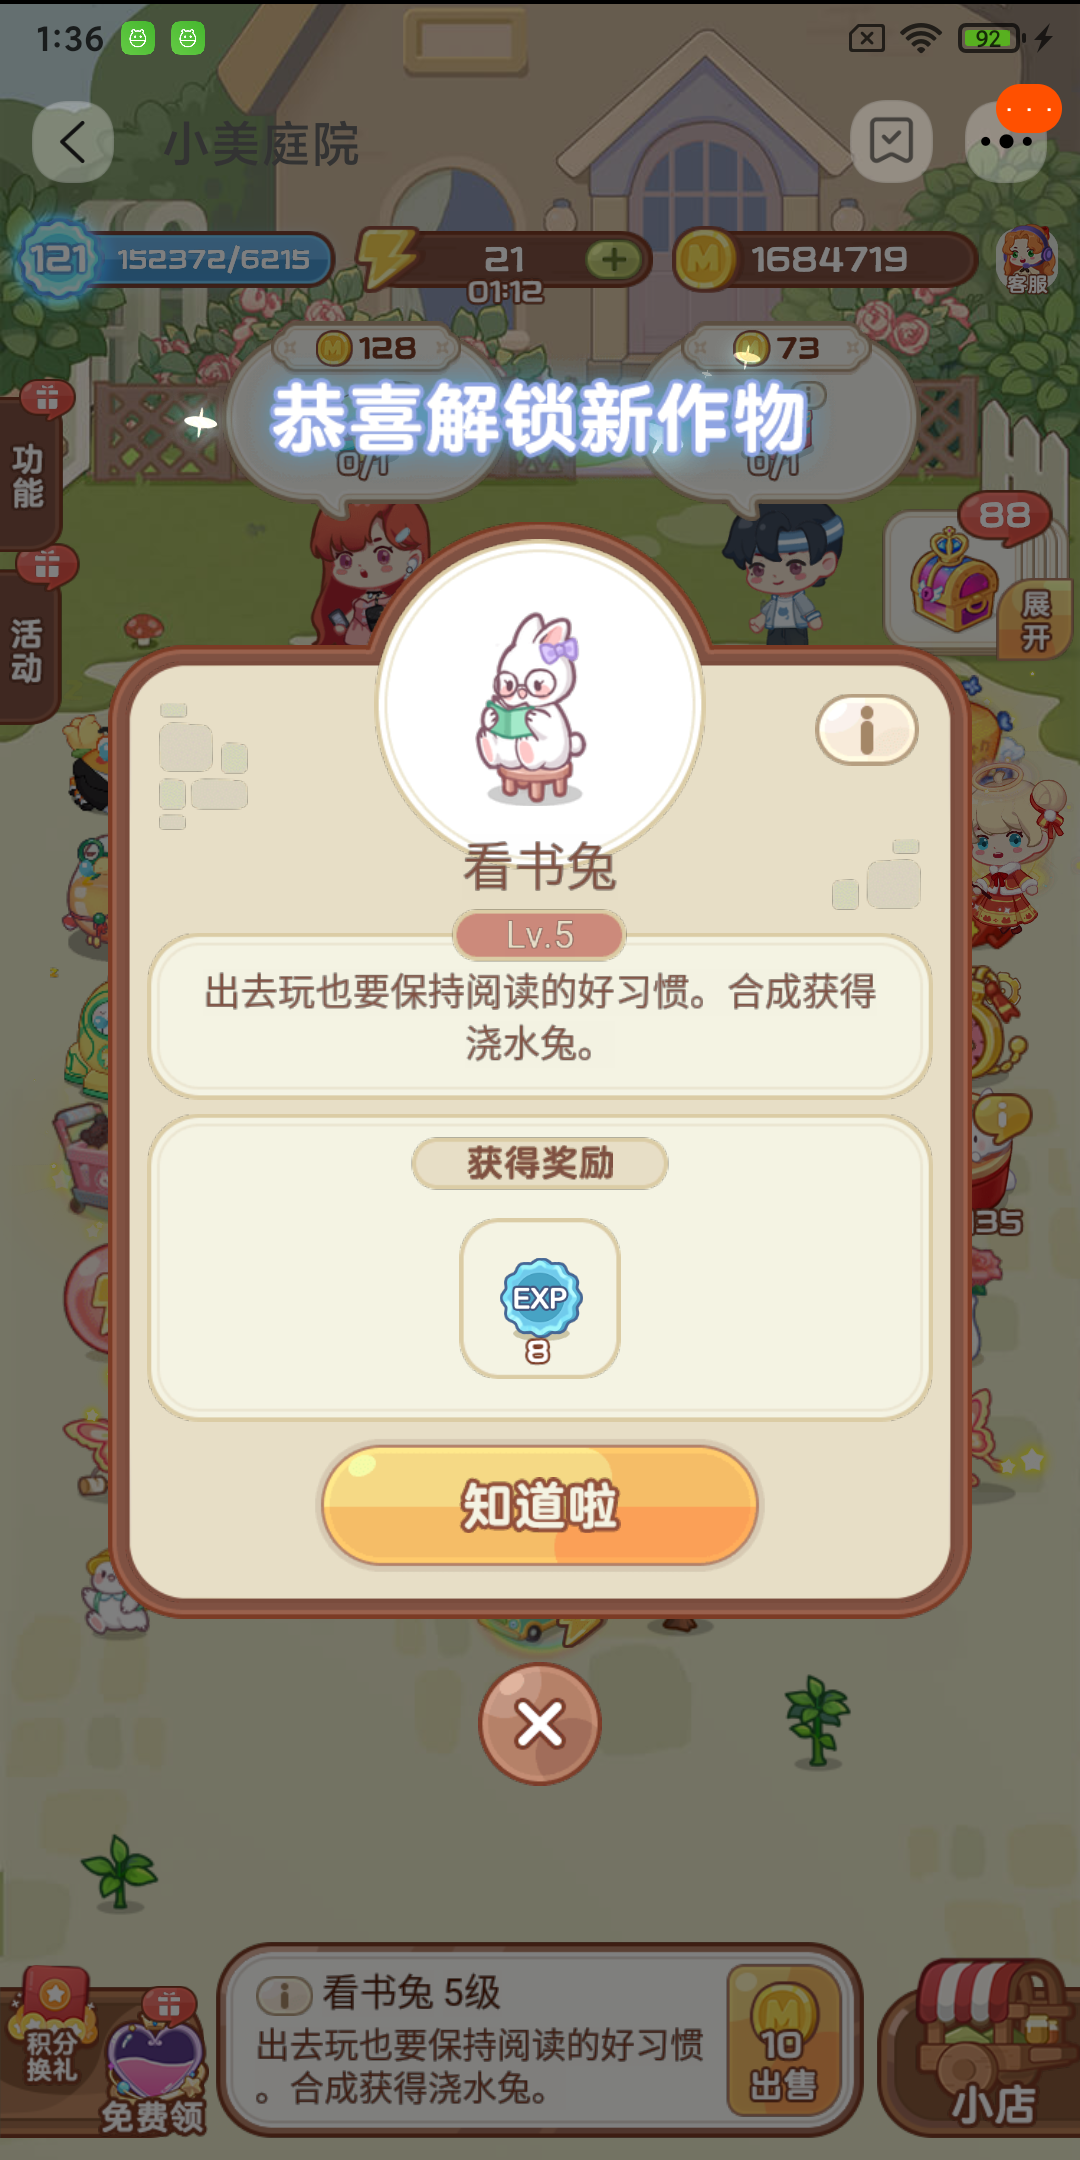 1:36
92
小美庭院
121
152372/6215
21
01:12
1684719
客服
128
73
恭喜解锁新作物
0/1
0/1
功能
88
展开
活动
看书兔
Lv.5
出去玩也要保持阅读的好习惯。合成获得
浇水兔。
获得奖励
EXP
8
35
知道啦
积分
换礼
免费领
看书兔 5级
出去玩也要保持阅读的好习惯
。合成获得浇水兔。
10
出售
小店